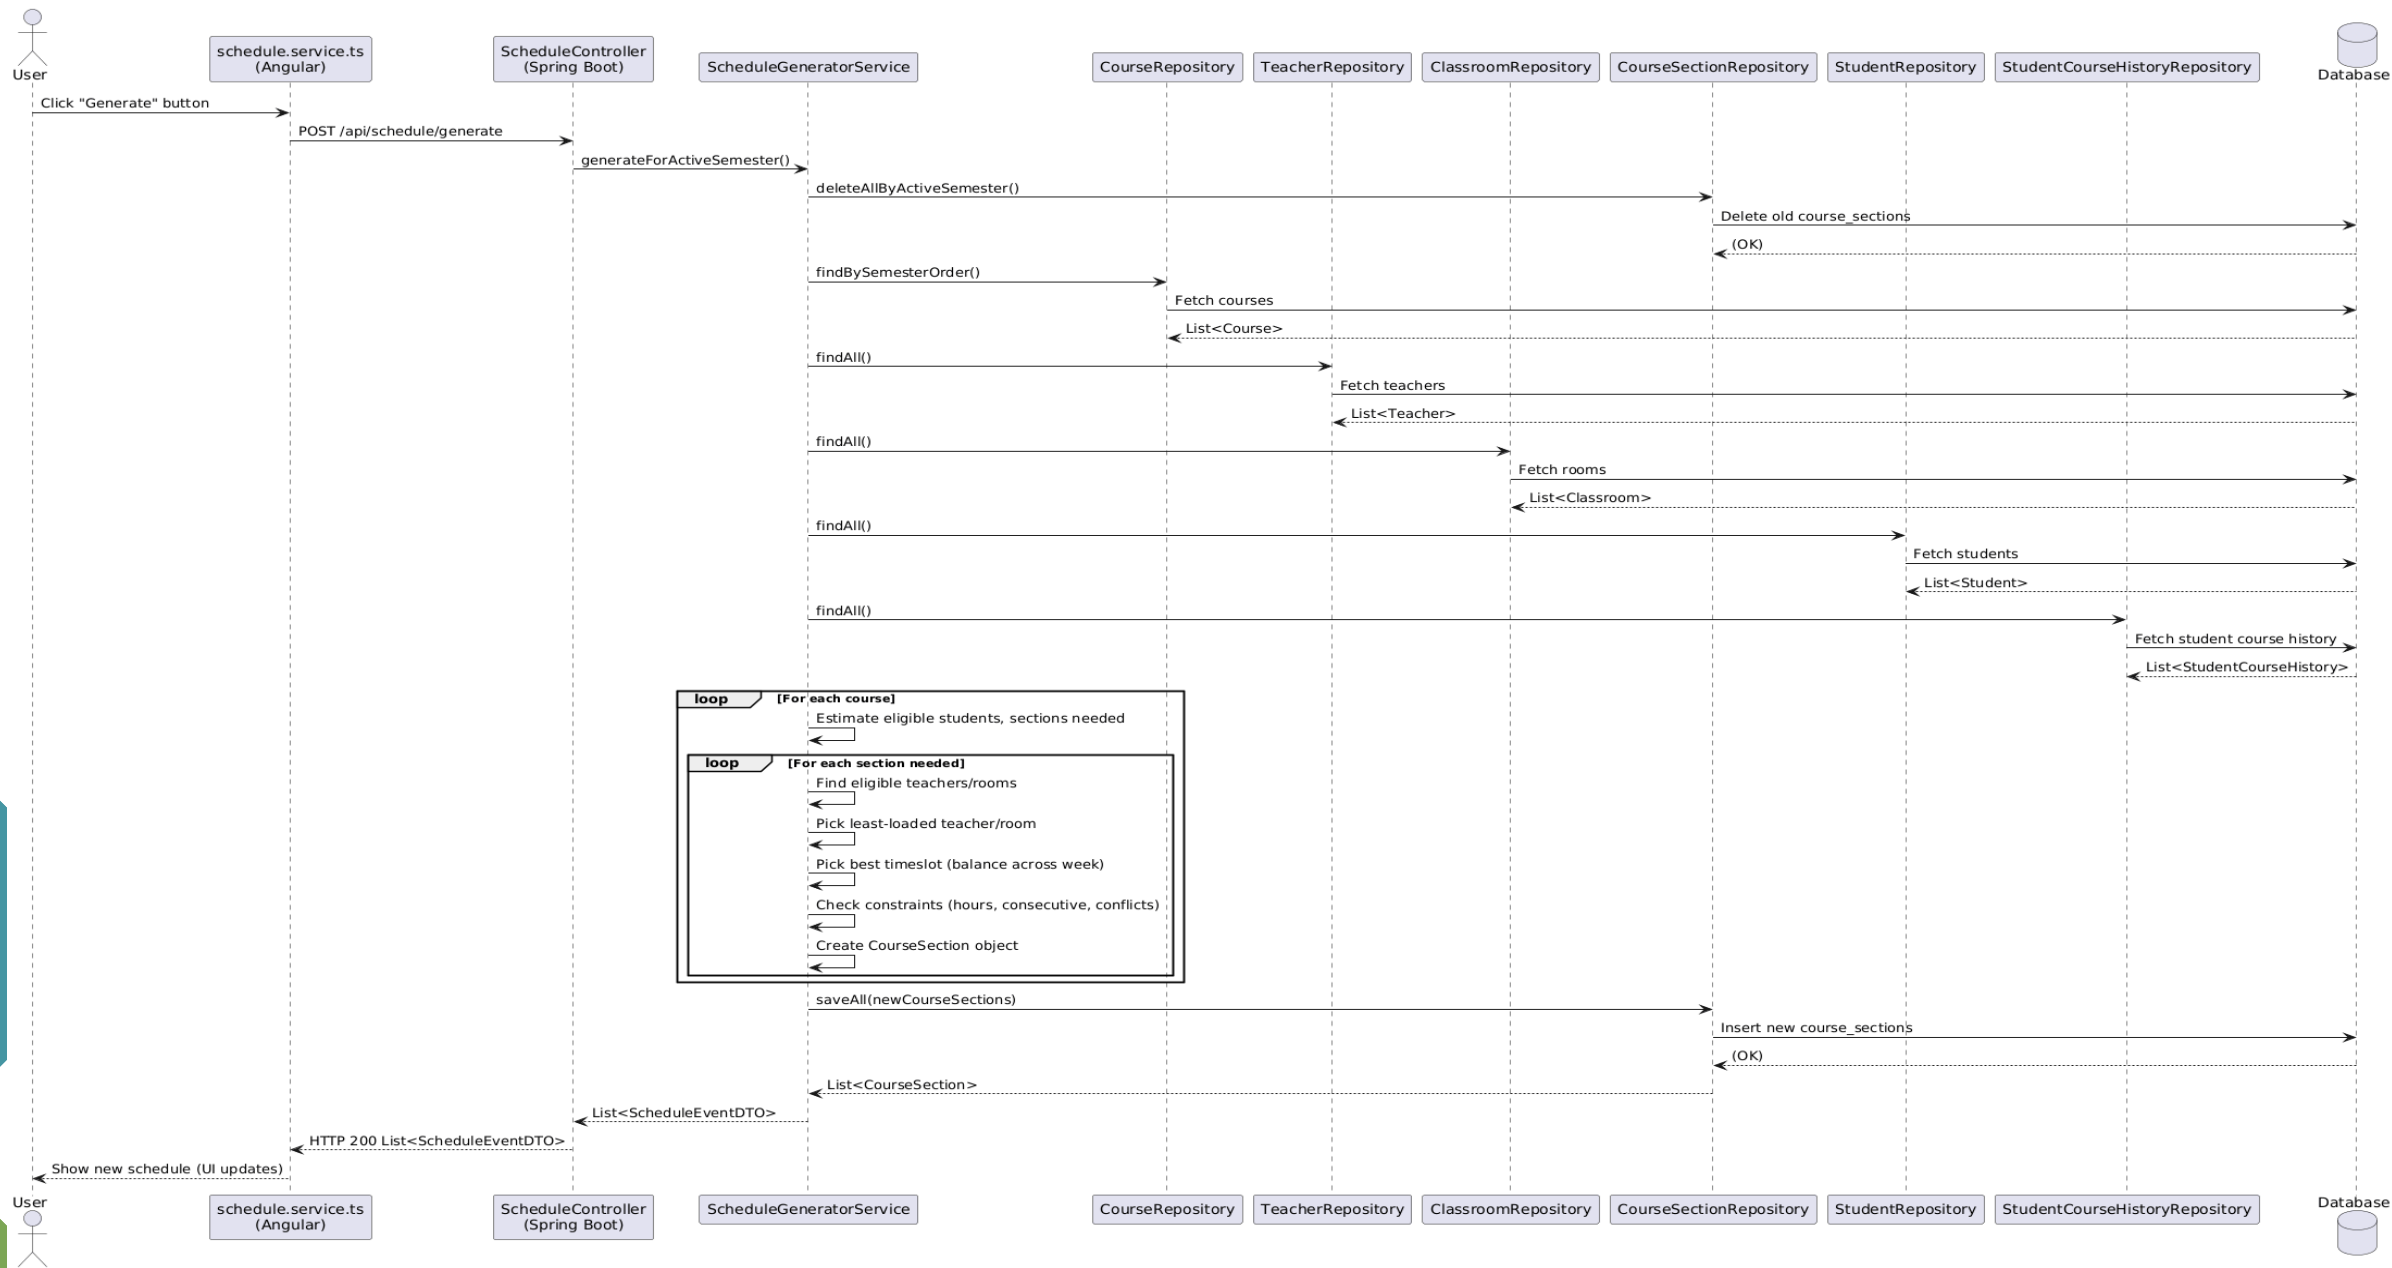 User
schedule.service.ts
(Angular)
ScheduleController
(Spring Boot)
ScheduleGeneratorService
CourseRepository
TeacherRepository
ClassroomRepository
CourseSectionRepository
StudentRepository
StudentCourseHistoryRepository
Database
Click "Generate" button
POST /api/schedule/generate
generateForActiveSemester()
deleteAllByActiveSemester()
Delete old course_sections
(OK)
findBySemesterOrder()
Fetch courses
List<Course>
findAll()
Fetch teachers
List<Teacher>
findAll()
Fetch rooms
List<Classroom>
findAll()
Fetch students
List<Student>
findAll()
Fetch student course history
List<StudentCourseHistory>
loop [For each course]
Estimate eligible students, sections needed
loop [For each section needed]
Find eligible teachers/rooms
Pick least-loaded teacher/room
Pick best timeslot (balance across week)
Check constraints (hours, consecutive, conflicts)
Create CourseSection object
saveAll(newCourseSections)
Insert new course_sections
(OK)
List<CourseSection>
List<ScheduleEventDTO>
HTTP 200 List<ScheduleEventDTO>
Show new schedule (UI updates)
User
schedule.service.ts
(Angular)
ScheduleController
(Spring Boot)
ScheduleGeneratorService
CourseRepository
TeacherRepository
ClassroomRepository
CourseSectionRepository
StudentRepository
StudentCourseHistoryRepository
Database